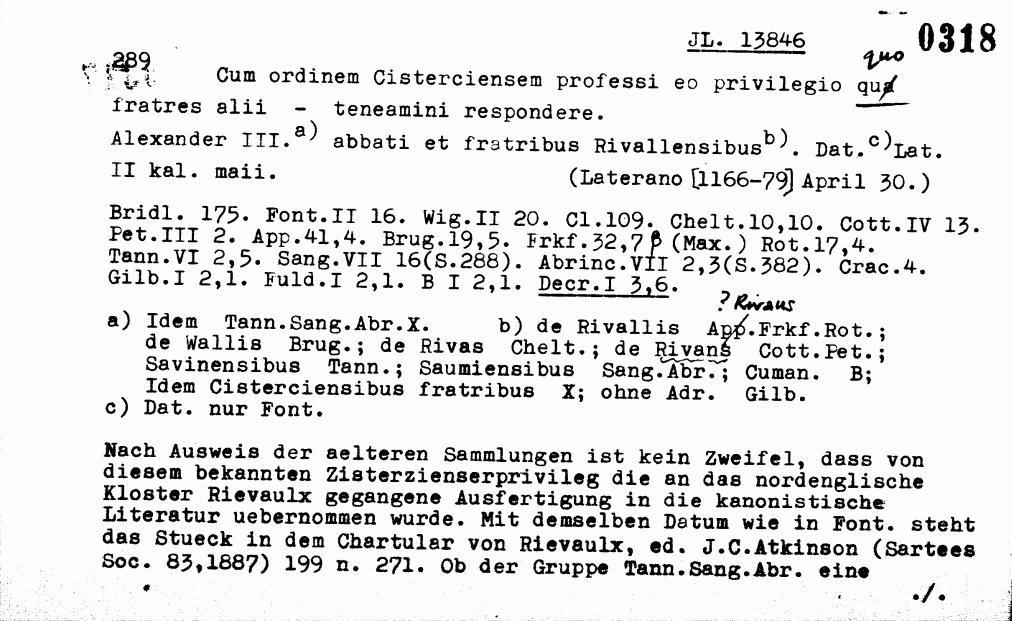 JL. 13846
0318
289
quo
Cum ordinem Cisterciensem professi eo privilegio qua
fratres alii - teneamini respondere.
Alexander III.a) abbati et fratribus Rivallensibusb). Dat.c)Lat.
II kal. maii. (Laterano [1166-79] April 30.)
Bridl. 175. Font.II 16. Wig.II 20. Cl.109. Chelt.10,10. Cott.IV 13.
Pet.III 2. App.41,4. Brug.19,5. Frkf.32,7 β (Max.) Rot.17,4.
Tann.VI 2,5. Sang.VII 16(S.288). Abrinc.VII 2,3(S.382). Crac.4.
Gilb.I 2,1. Fuld.I 2,1. B I 2,1. Decr.I 3,6.
? Rivaus
a) Idem Tann.Sang.Abr.X. b) de Rivallis App.Frkf.Rot.;
de Wallis Brug.; de Rivas Chelt.; de Rivans Cott.Pet.;
Savinensibus Tann.; Saumiensibus Sang.Abr.; Cuman. B;
Idem Cisterciensibus fratribus X; ohne Adr. Gilb.
c) Dat. nur Font.
Nach Ausweis der aelteren Sammlungen ist kein Zweifel, dass von
diesem bekannten Zisterzienserprivileg die an das nordenglische
Kloster Rievaulx gegangene Ausfertigung in die kanonistische
Literatur uebernommen wurde. Mit demselben Datum wie in Font. steht
das Stueck in dem Chartular von Rievaulx, ed. J.C.Atkinson (Sartees
Soc. 83,1887) 199 n. 271. Ob der Gruppe Tann.Sang.Abr. eine
./.